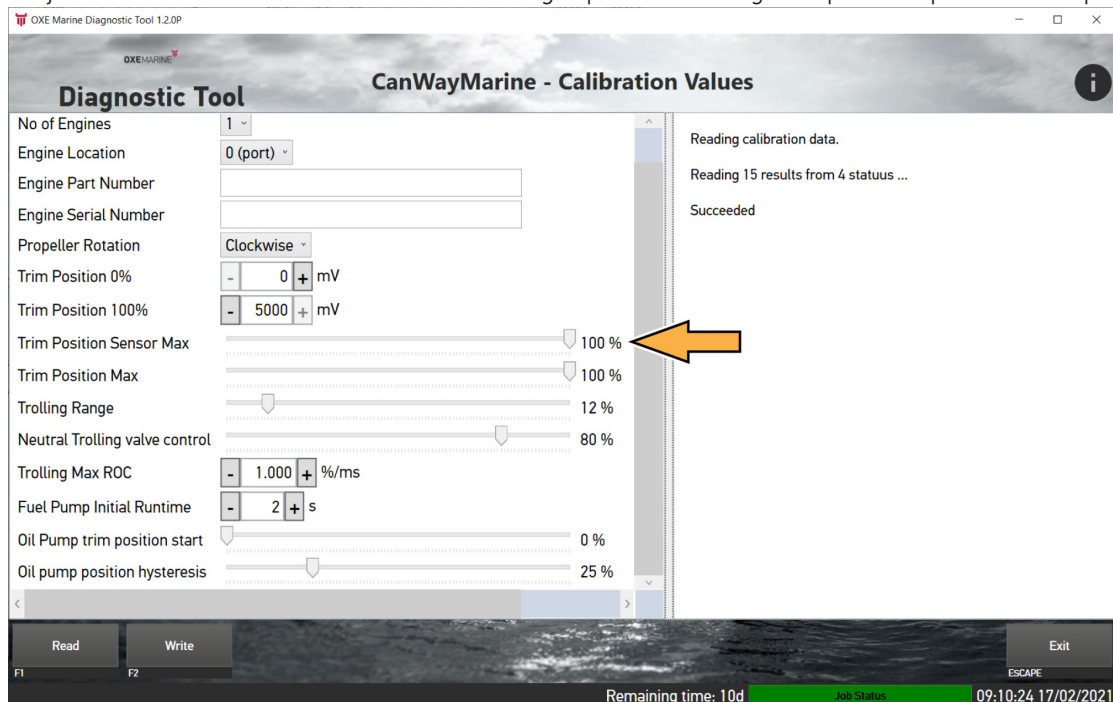 OXE Marine Diagnostic Tool 1.2.0P
OXEMARINE
Diagnostic Tool
CanWayMarine - Calibration Values
i
No of Engines 1
Engine Location 0 (port)
Engine Part Number
Engine Serial Number
Propeller Rotation Clockwise
Trim Position 0% - 0 + mV
Trim Position 100% - 5000 + mV
Trim Position Sensor Max 100 %
Trim Position Max 100 %
Trolling Range 12 %
Neutral Trolling valve control 80 %
Trolling Max ROC - 1.000 + %/ms
Fuel Pump Initial Runtime - 2 + s
Oil Pump trim position start 0 %
Oil pump position hysteresis 25 %
Reading calibration data.
Reading 15 results from 4 statuus ...
Succeeded
Read
F1
Write
F2
Exit
ESCAPE
Remaining time: 10d
Job Status
09:10:24 17/02/2021